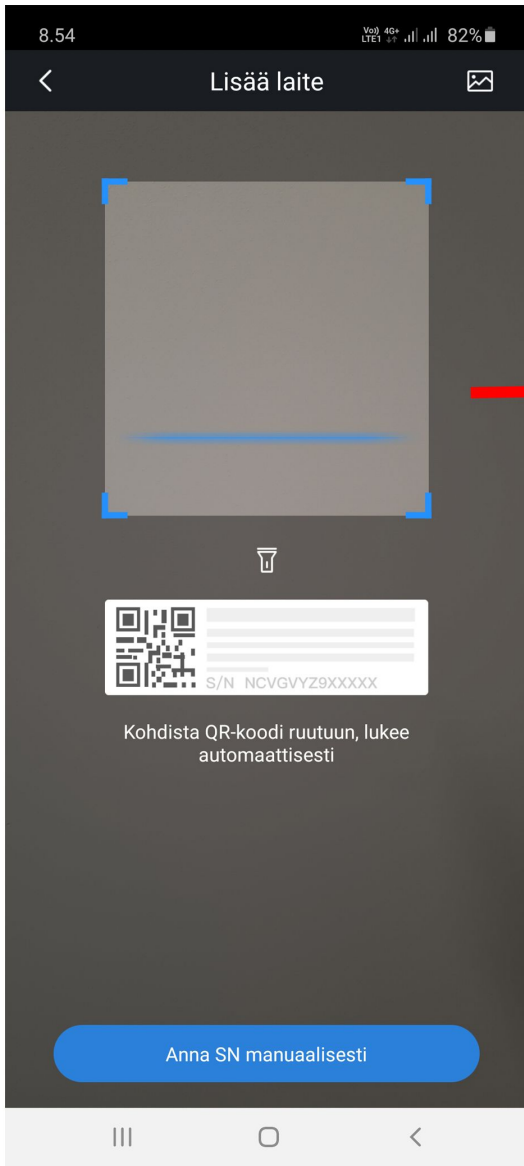 8.54
Vo)) 4G+ 82%
LTE1
Lisää laite
S/N NCVGVYZ9XXXXX
Kohdista QR-koodi ruutuun, lukee
automaattisesti
Anna SN manuaalisesti